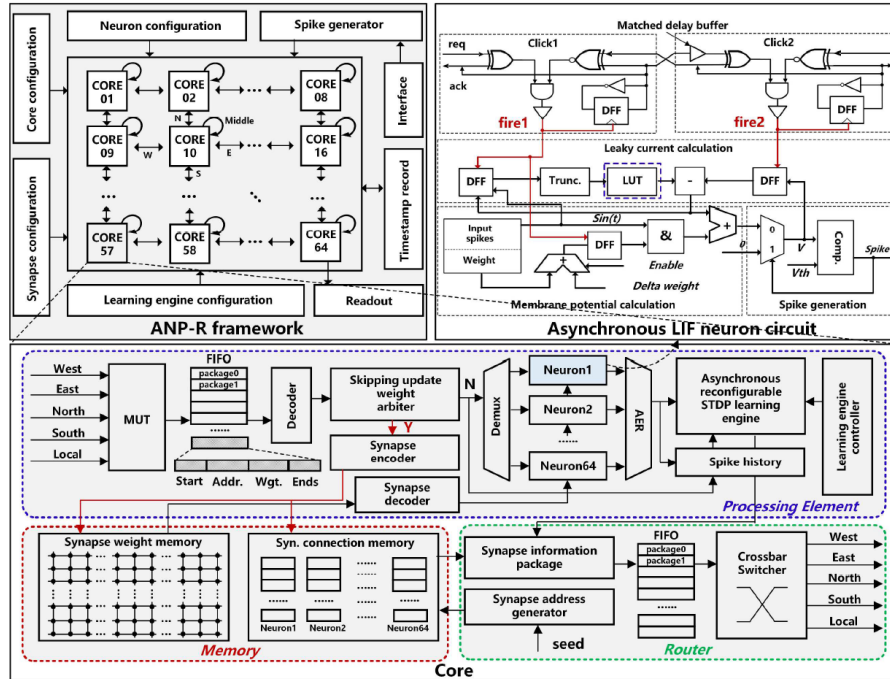 Neuron configuration
Spike generator
Core configuration
Synapse configuration
CORE
01
CORE
02
CORE
08
N
Middle
CORE
09
W
CORE
10
E
CORE
16
S
CORE
57
CORE
58
CORE
64
Interface
Timestamp record
Learning engine configuration
Readout
ANP-R framework
Matched delay buffer
req
Click1
Click2
ack
DFF
DFF
fire1
fire2
Leaky current calculation
DFF
Trunc.
LUT
-
DFF
Sin(t)
Input
spikes
Weight
+
DFF
&
+
Enable
Delta weight
0
0
1
V
Vth
Comp.
Spike
Membrane potential calculation
Spike generation
Asynchronous LIF neuron circuit
West
East
North
South
Local
MUT
FIFO
package0
package1
......
Start Addr. Wgt. Ends
Decoder
Skipping update
weight
arbiter
N
Y
Synapse
encoder
Synapse
decoder
Demux
Neuron1
Neuron2
......
Neuron64
AER
Asynchronous
reconfigurable
STDP learning
engine
Spike history
Learning engine
controller
Processing Element
Synapse weight memory
Syn. connection memory
......
......
......
......
Neuron1 Neuron2 Neuron64
Memory
Synapse information
package
Synapse address
generator
seed
FIFO
package0
package1
......
Crossbar
Switcher
West
East
North
South
Local
Router
Core